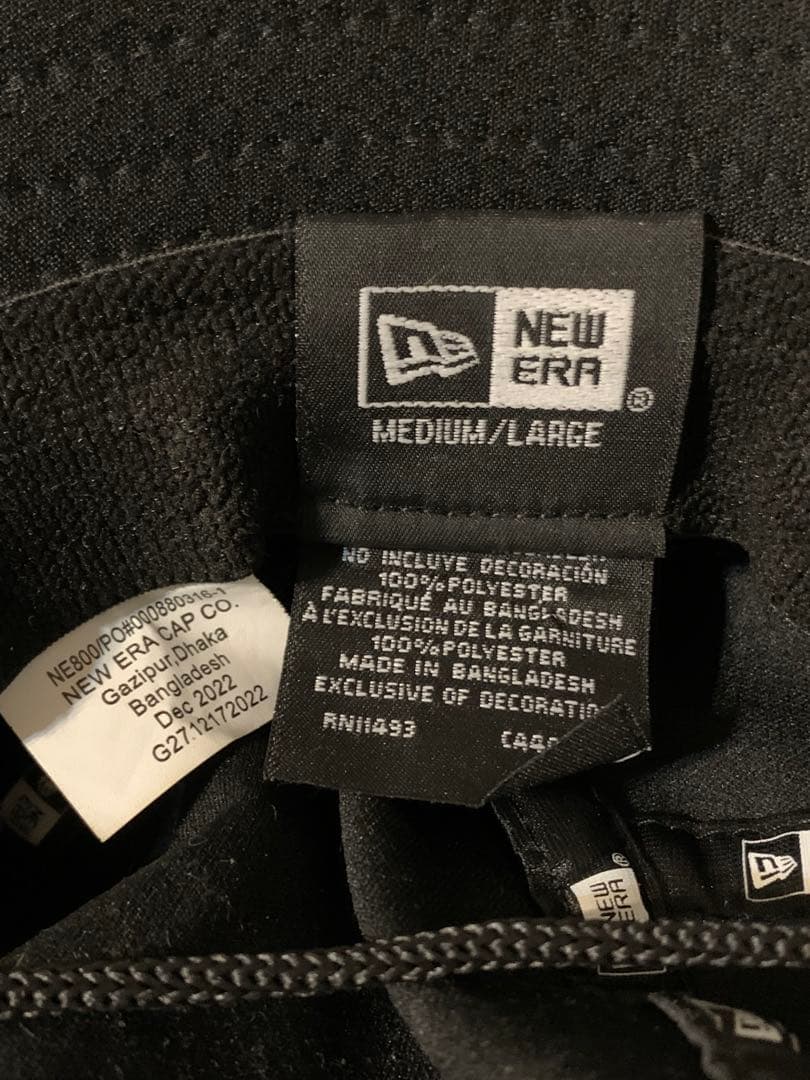 NEW
ERA
®
MEDIUM/LARGE
NO INCLUYE DECORACIÓN
100% POLYESTER
FABRIQUÉ AU BANGLADESH
À L'EXCLUSION DE LA GARNITURE
100% POLYESTER
MADE IN BANGLADESH
EXCLUSIVE OF DECORATIO
RN11493 CA4
NE800/PO#000880316-1
NEW ERA CAP CO.
Gazipur,Dhaka
Bangladesh
Dec 2022
G27.12172022
NEW
ERA
®